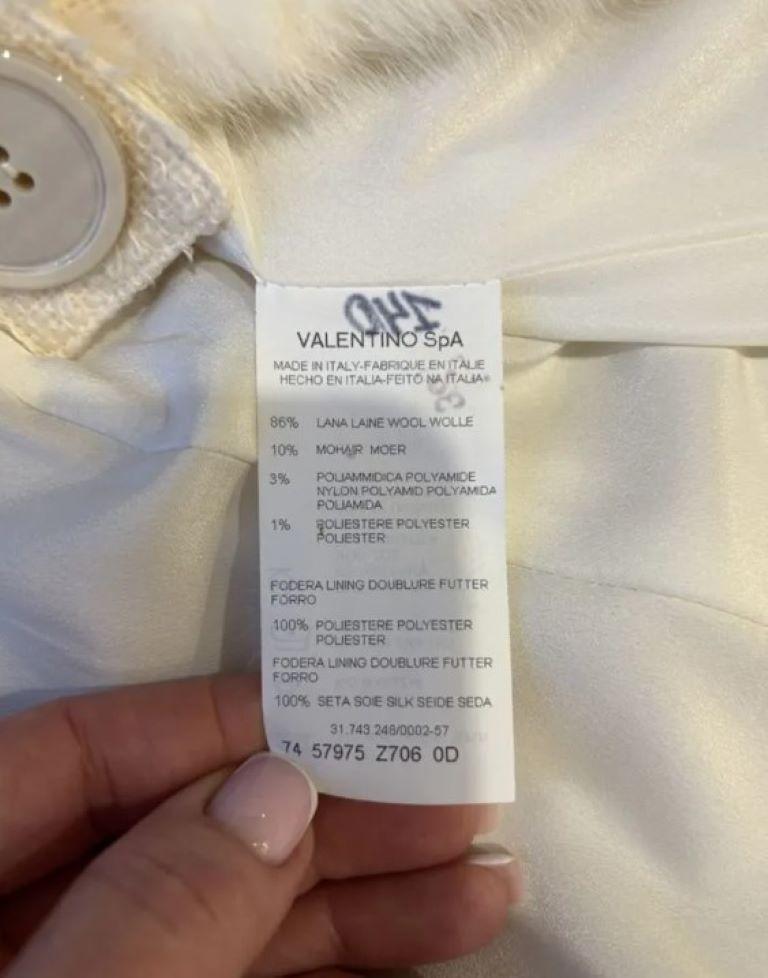 VALENTINO SpA
MADE IN ITALY-FABRIQUE EN ITALIE
HECHO EN ITALIA-FEITO NA ITALIA
86% LANA LAINE WOOL WOLLE
10% MOHAIR MOER
3% POLIAMMIDICA POLYAMIDE
NYLON POLYAMID POLYAMIDA
POLIAMIDA
1% POLIESTERE POLYESTER
POLIESTER
FODERA LINING DOUBLURE FUTTER
FORRO
100% POLIESTERE POLYESTER
POLIESTER
FODERA LINING DOUBLURE FUTTER
FORRO
100% SETA SOIE SILK SEIDE SEDA
31.743.248/0002-57
74 57975 Z706 0D